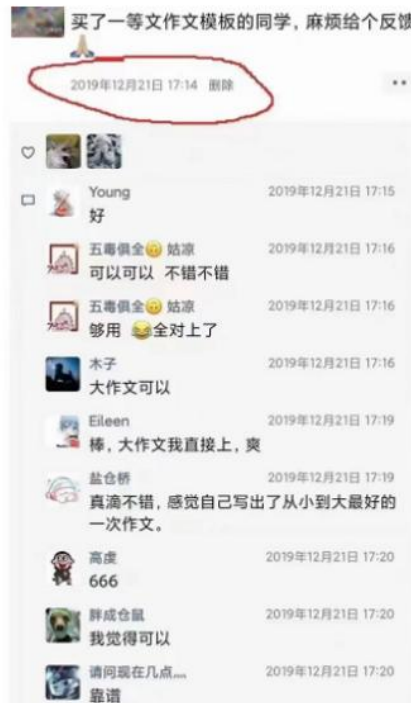 买了一等文作文模板的同学，麻烦给个反馈
🙏🏻
2019年12月21日 17:14 删除
Young 2019年12月21日 17:15
好
五毒俱全🙃 姑凉 2019年12月21日 17:16
可以可以 不错不错
五毒俱全🙃 姑凉 2019年12月21日 17:16
够用 😂全对上了
木子 2019年12月21日 17:16
大作文可以
Eileen 2019年12月21日 17:19
棒，大作文我直接上，爽
盐仓桥 2019年12月21日 17:19
真滴不错，感觉自己写出了从小到大最好的
一次作文。
高虔 2019年12月21日 17:20
666
胖成仓鼠 2019年12月21日 17:20
我觉得可以
请问现在几点灬 2019年12月21日 17:20
靠谱